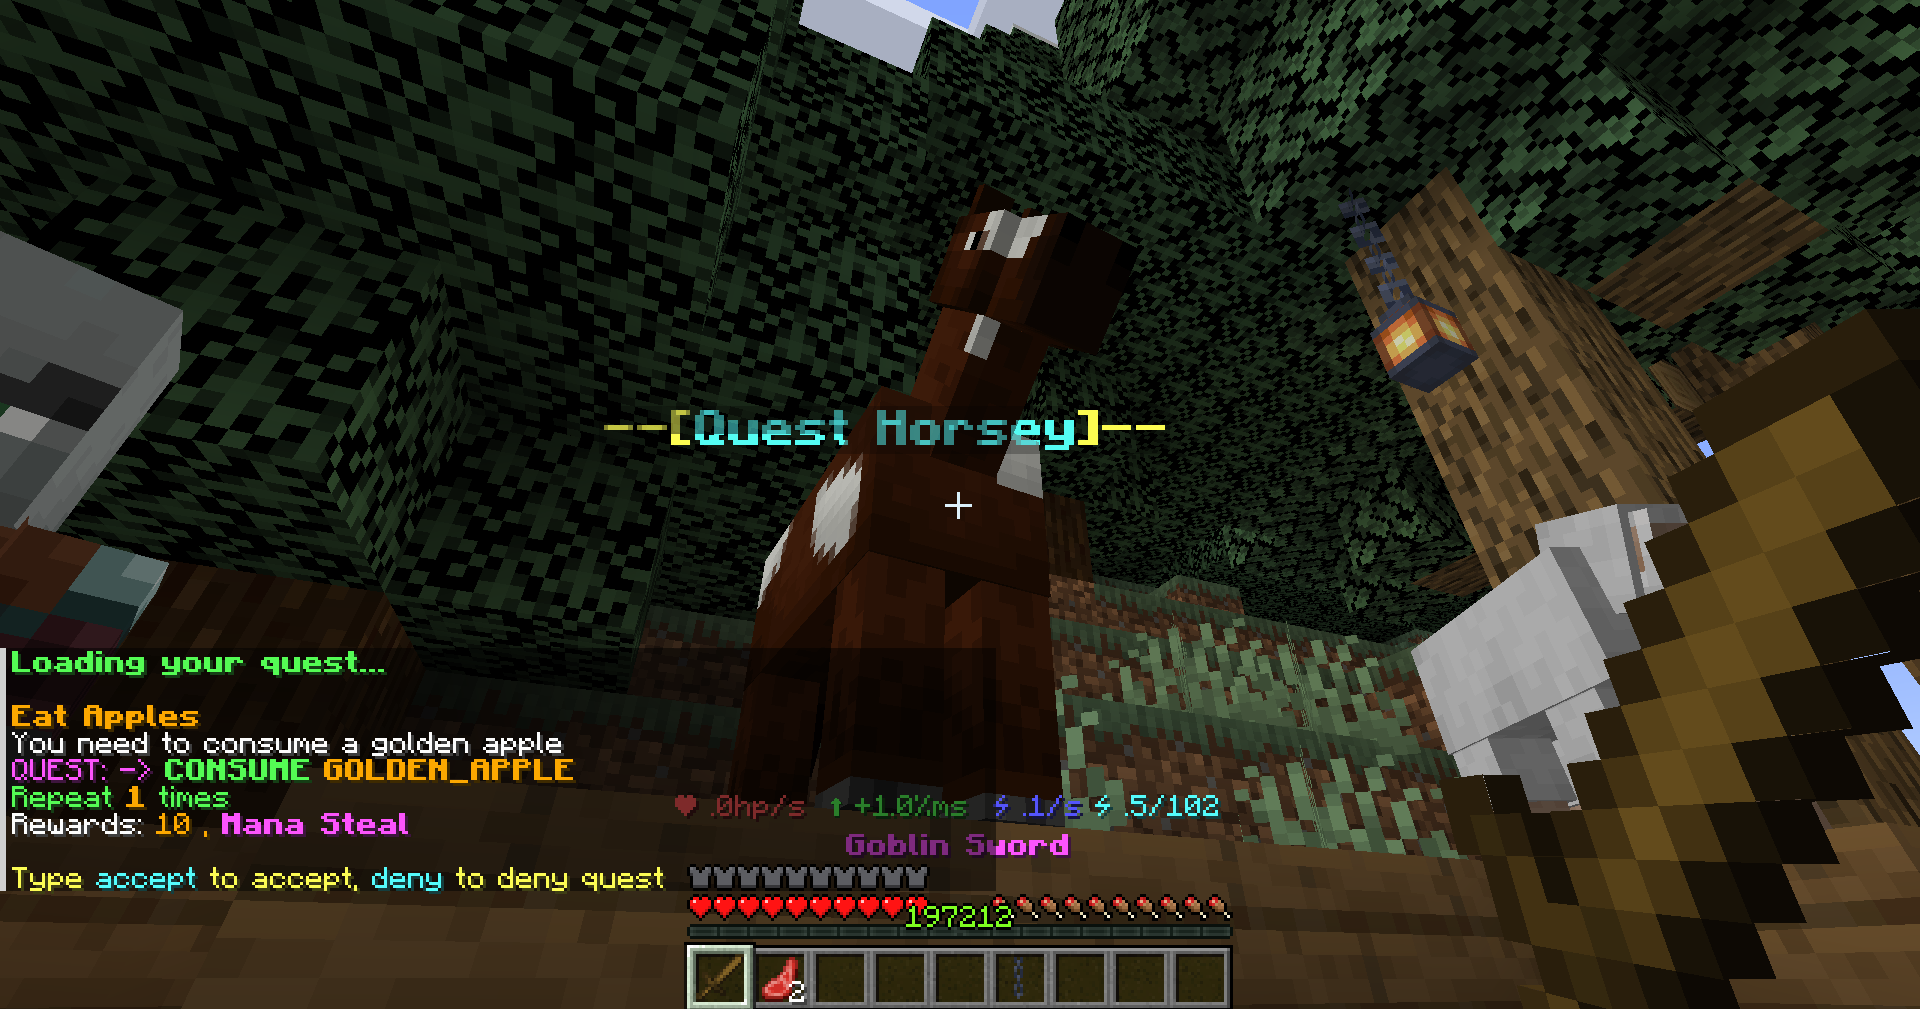 --[Quest Horsey]--
Loading your quest...
Eat Apples
You need to consume a golden apple
QUEST: -> CONSUME GOLDEN_APPLE
Repeat 1 times
Rewards: 10 , Mana Steal
Type accept to accept, deny to deny quest
.0hp/s +1.0%ms .1/s .5/102
Goblin Sword
197212
2